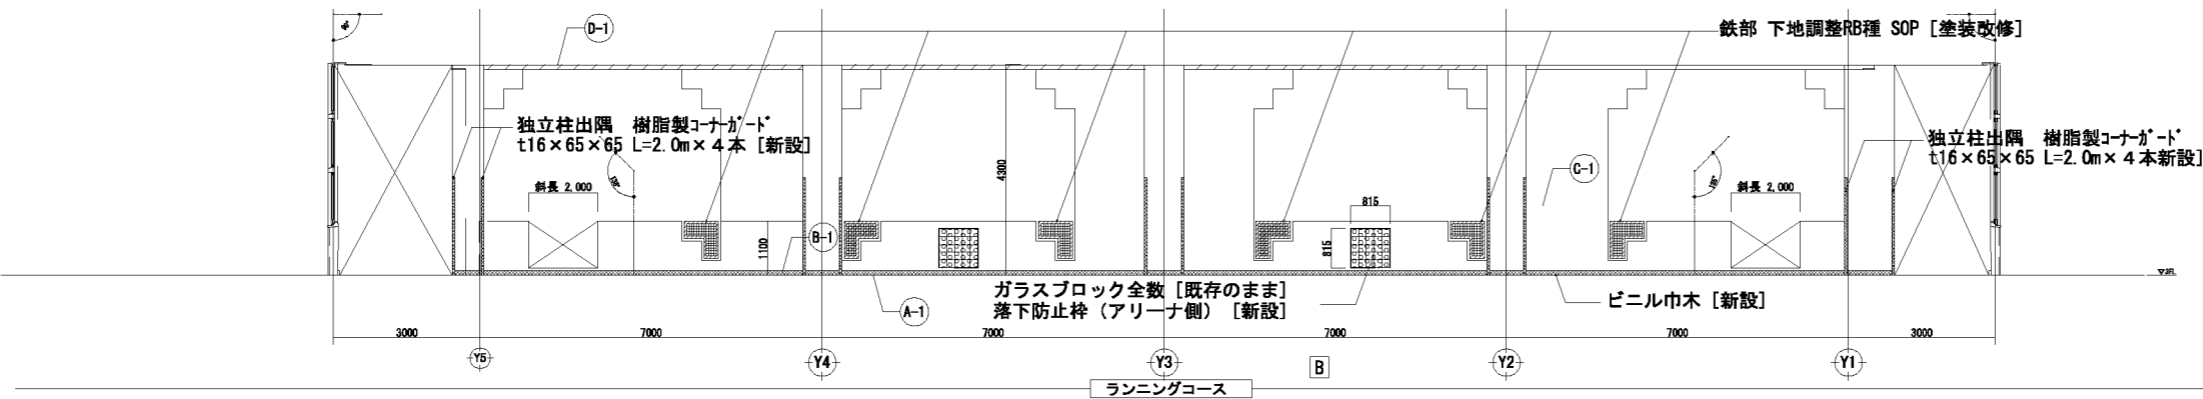 D-1
鉄部 下地調整RB種 SOP [塗装改修]
独立柱出隅 樹脂製ｺｰﾅｰｶﾞｰﾄﾞ
t16×65×65 L=2.0m×４本 [新設]
独立柱出隅 樹脂製ｺｰﾅｰｶﾞｰﾄﾞ
t16×65×65 L=2.0m×４本新設]
4300
C-1
斜長 2,000
斜長 2,000
815
815
1100
B-1
A-1
ガラスブロック全数 [既存のまま]
落下防止枠（アリーナ側） [新設]
ビニル巾木 [新設]
3000 7000 7000 7000 7000 3000
Y5 Y4 Y3 B Y2 Y1
ランニングコース